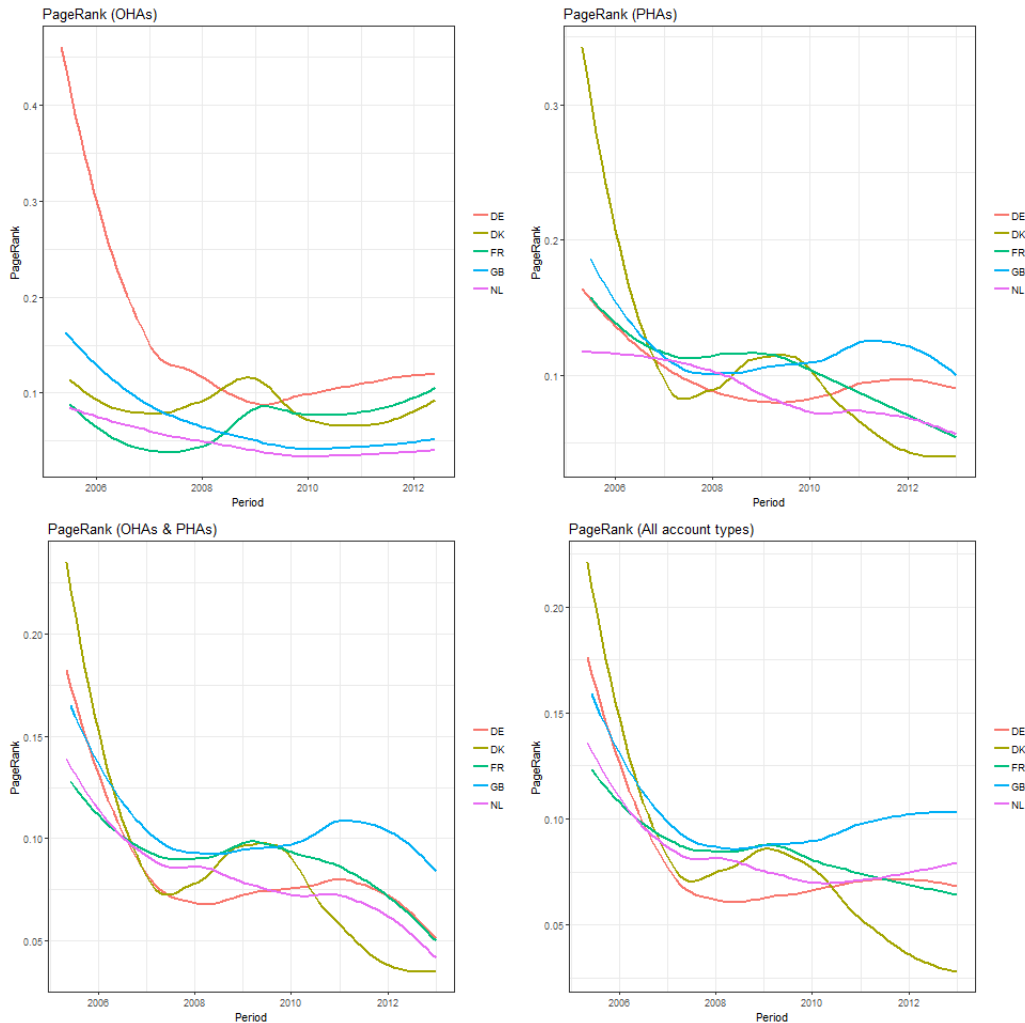 PageRank (OHAs)
PageRank
0.4
0.3
0.2
0.1
2006 2008 2010 2012
Period
DE
DK
FR
GB
NL
PageRank (PHAs)
PageRank
0.3
0.2
0.1
2006 2008 2010 2012
Period
DE
DK
FR
GB
NL
PageRank (OHAs & PHAs)
PageRank
0.20
0.15
0.10
0.05
2006 2008 2010 2012
Period
DE
DK
FR
GB
NL
PageRank (All account types)
PageRank
0.20
0.15
0.10
0.05
2006 2008 2010 2012
Period
DE
DK
FR
GB
NL